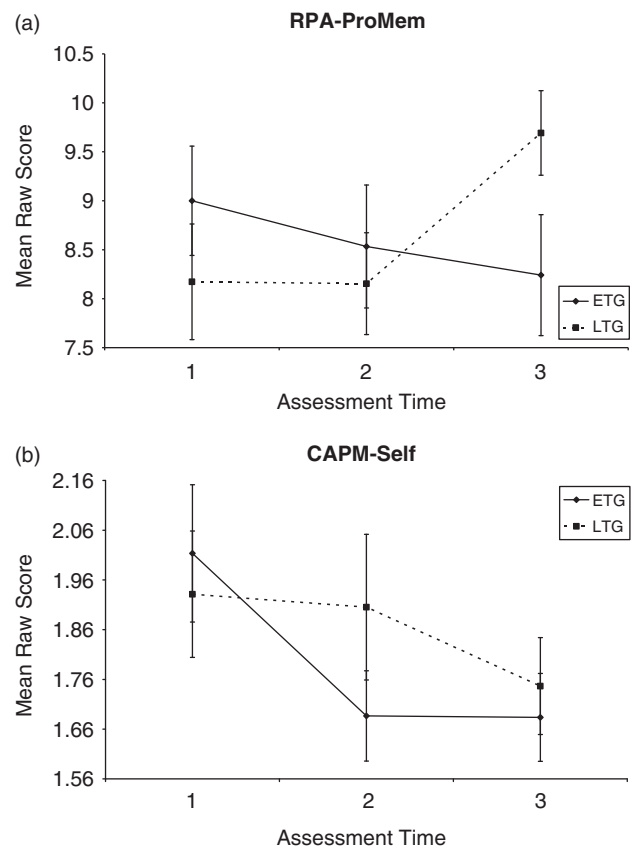 (a)
RPA-ProMem
10.5
10
9.5
9
8.5
8
7.5
Mean Raw Score
1 2 3
Assessment Time
ETG
LTG
(b)
CAPM-Self
2.16
2.06
1.96
1.86
1.76
1.66
1.56
Mean Raw Score
1 2 3
Assessment Time
ETG
LTG